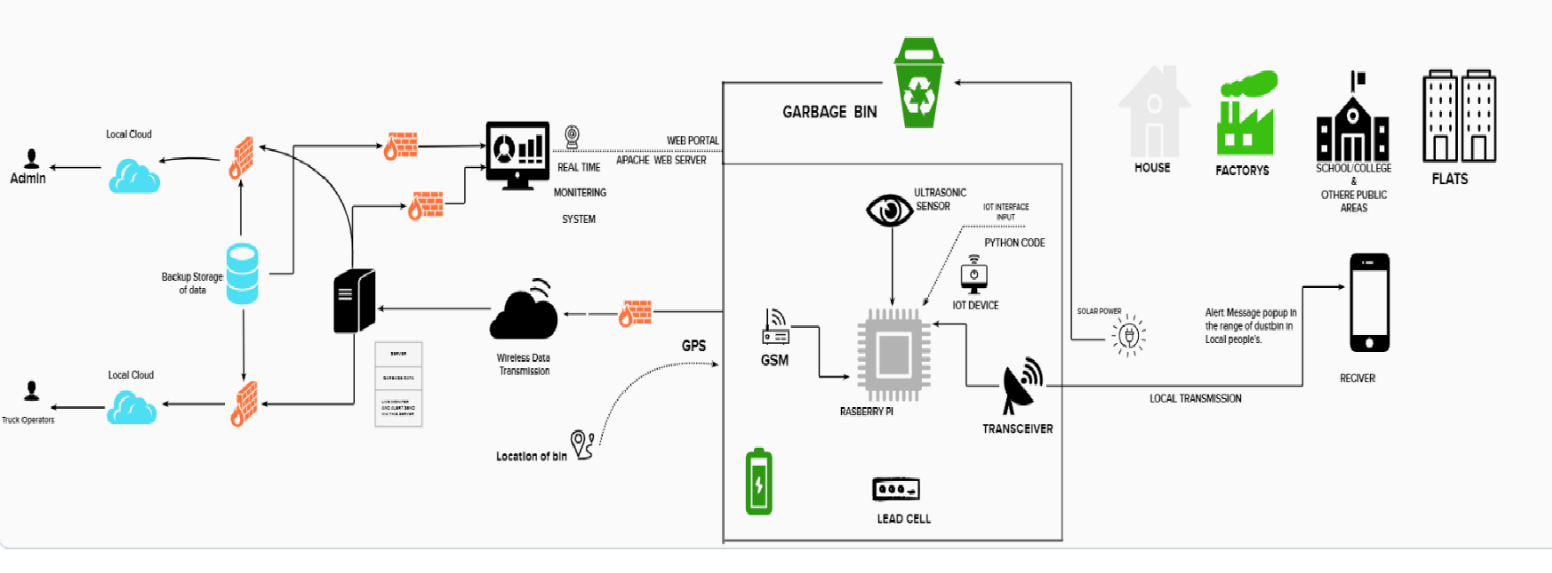 GARBAGE BIN
HOUSE
FACTORYS
SCHOOL/COLLEGE
&
OTHERE PUBLIC
AREAS
FLATS
Local Cloud
Admin
WEB PORTAL
APACHE WEB SERVER
REAL TIME
MONITERING
SYSTEM
ULTRASONIC
SENSOR
IOT INTERFACE
INPUT
PYTHON CODE
IOT DEVICE
Backup Storage
of data
Wireless Data
Transmission
GPS
GSM
RASBERRY PI
SOLAR POWER
Alert Message popup in
the range of dustbin in
Local people's.
RECIVER
SERVER
GARBAGE DATA
Local Cloud
Truck Operators
LOCAL TRANSMISSION
TRANSCEIVER
Location of bin
LEAD CELL